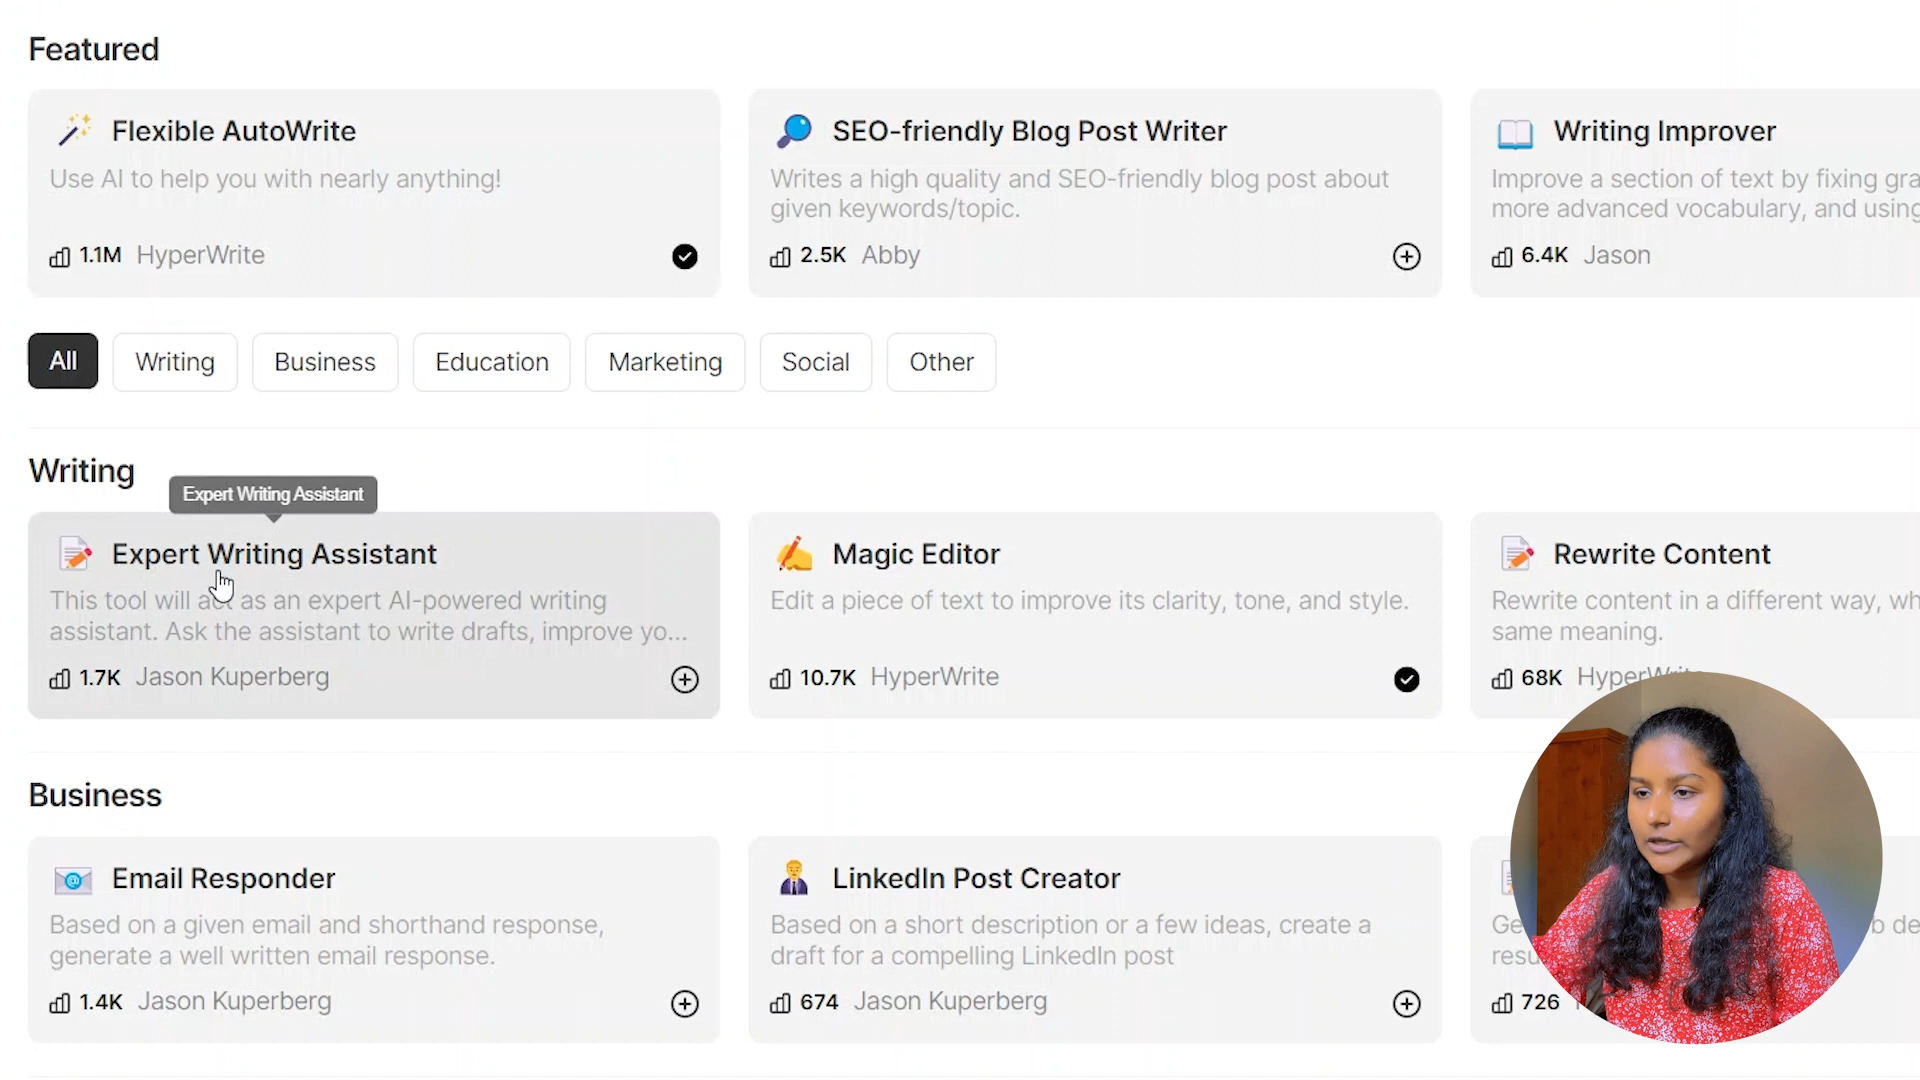 Featured
Flexible AutoWrite
Use AI to help you with nearly anything!
1.1M HyperWrite
SEO-friendly Blog Post Writer
Writes a high quality and SEO-friendly blog post about
given keywords/topic.
2.5K Abby
Writing Improver
Improve a section of text by fixing gra
more advanced vocabulary, and using
6.4K Jason
All
Writing
Business
Education
Marketing
Social
Other
Writing
Expert Writing Assistant
Expert Writing Assistant
This tool will act as an expert AI-powered writing
assistant. Ask the assistant to write drafts, improve yo...
1.7K Jason Kuperberg
Magic Editor
Edit a piece of text to improve its clarity, tone, and style.
10.7K HyperWrite
Rewrite Content
Rewrite content in a different way, wh
same meaning.
68K HyperWrite
Business
Email Responder
Based on a given email and shorthand response,
generate a well written email response.
1.4K Jason Kuperberg
LinkedIn Post Creator
Based on a short description or a few ideas, create a
draft for a compelling LinkedIn post
674 Jason Kuperberg
Ge
resu
726